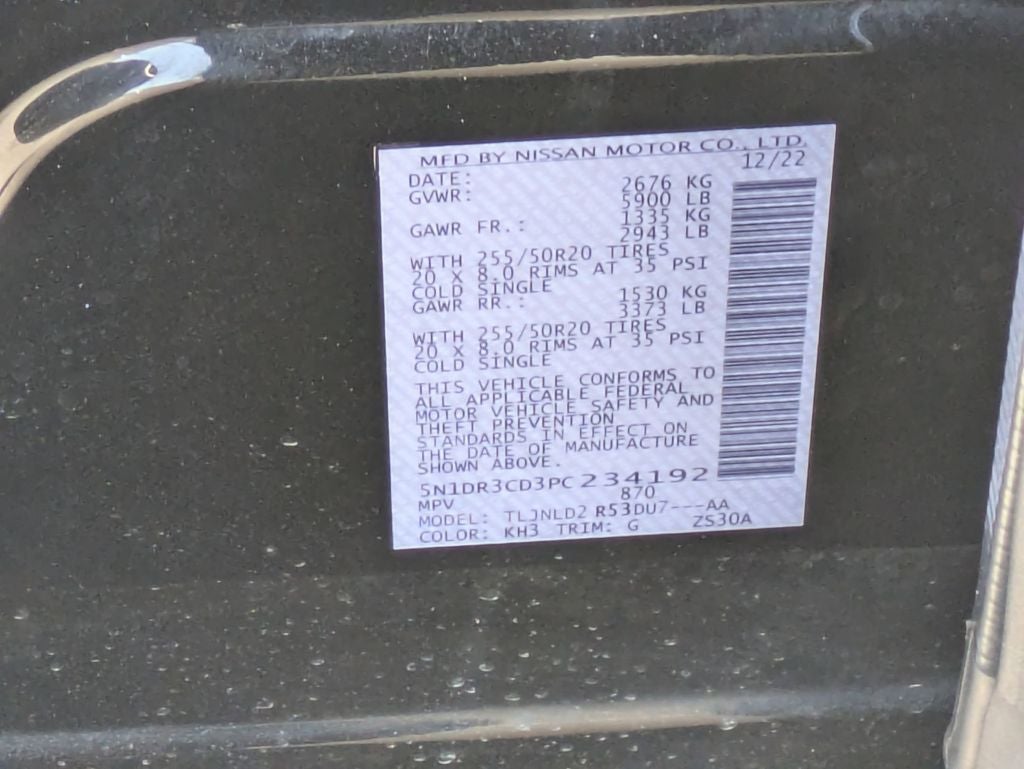 MFD BY NISSAN MOTOR CO., LTD.
DATE: 12/22
GVWR: 2676 KG
5900 LB
GAWR FR.: 1335 KG
2943 LB
WITH 255/50R20 TIRES
20 X 8.0 RIMS AT 35 PSI
COLD SINGLE
GAWR RR.: 1530 KG
3373 LB
WITH 255/50R20 TIRES
20 X 8.0 RIMS AT 35 PSI
COLD SINGLE
THIS VEHICLE CONFORMS TO
ALL APPLICABLE FEDERAL
MOTOR VEHICLE SAFETY AND
THEFT PREVENTION
STANDARDS IN EFFECT ON
THE DATE OF MANUFACTURE
SHOWN ABOVE.
5N1DR3CD3PC234192
MPV 870
MODEL: TLJNLD2 R53DU7---AA
COLOR: KH3 TRIM: G ZS30A